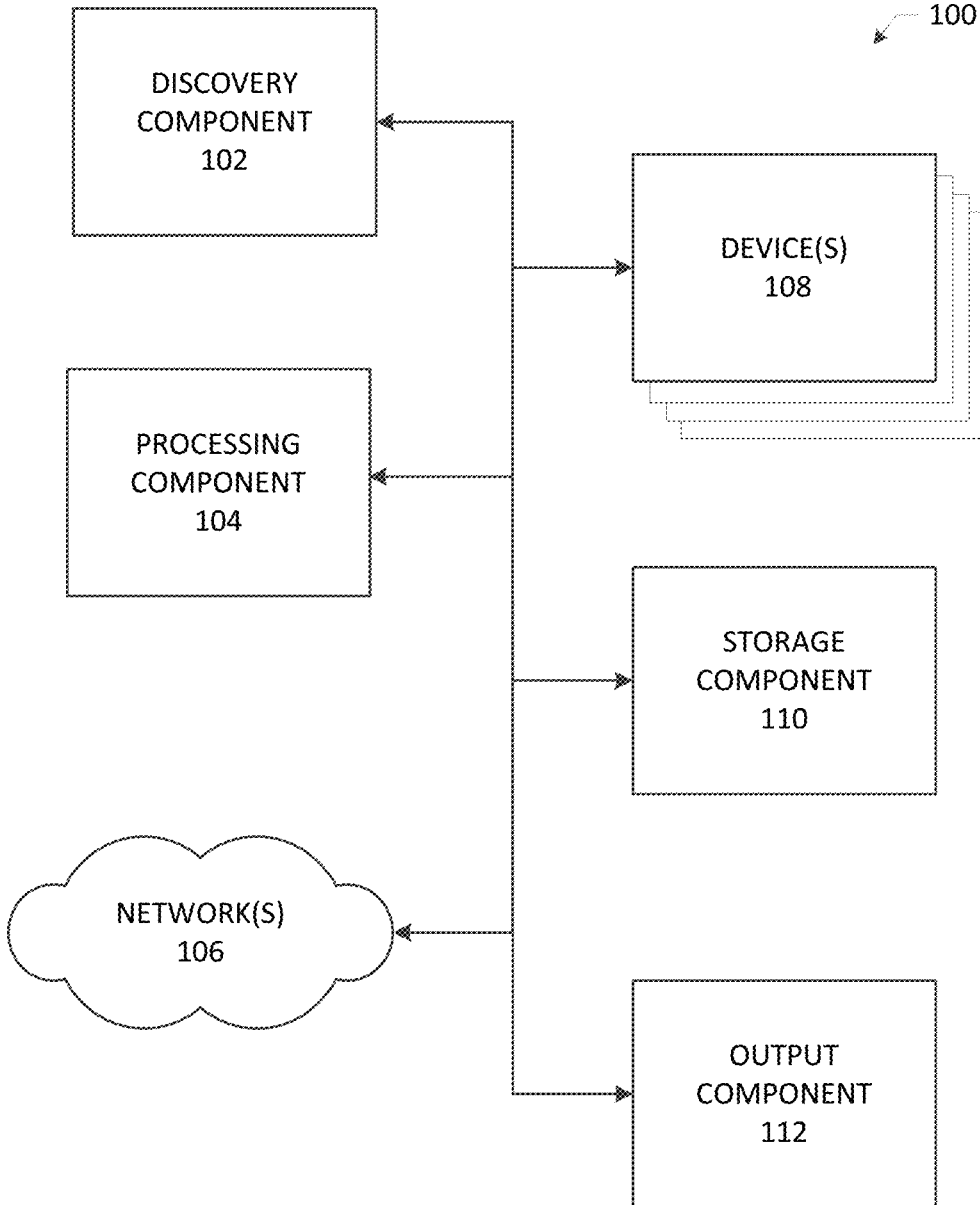 100
DISCOVERY
COMPONENT
102
DEVICE(S)
108
PROCESSING
COMPONENT
104
STORAGE
COMPONENT
110
NETWORK(S)
106
OUTPUT
COMPONENT
112